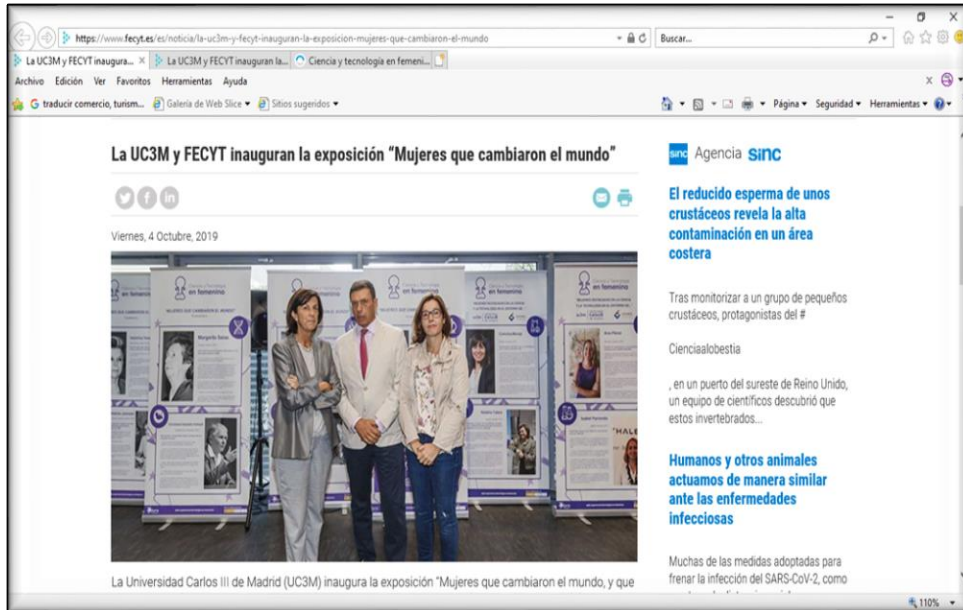 https://www.fecyt.es/es/noticia/la-uc3m-y-fecyt-inauguran-la-exposicion-mujeres-que-cambiaron-el-mundo
Buscar...
La UC3M y FECYT inaugura...
La UC3M y FECYT inauguran la...
Ciencia y tecnología en femeni...
Archivo Edición Ver Favoritos Herramientas Ayuda
traducir comercio, turism... Galería de Web Slice Sitios sugeridos
Página Seguridad Herramientas
La UC3M y FECYT inauguran la exposición “Mujeres que cambiaron el mundo”
Viernes, 4 Octubre, 2019
en femenino
en femenino
en femenino
Margarita Salas
La Universidad Carlos III de Madrid (UC3M) inaugura la exposición “Mujeres que cambiaron el mundo, y que
sinc Agencia sinc
El reducido esperma de unos
crustáceos revela la alta
contaminación en un área
costera
Tras monitorizar a un grupo de pequeños
crustáceos, protagonistas del #
Cienciaalobestia
, en un puerto del sureste de Reino Unido,
un equipo de científicos descubrió que
estos invertebrados...
Humanos y otros animales
actuamos de manera similar
ante las enfermedades
infecciosas
Muchas de las medidas adoptadas para
frenar la infección del SARS-CoV-2, como
110%